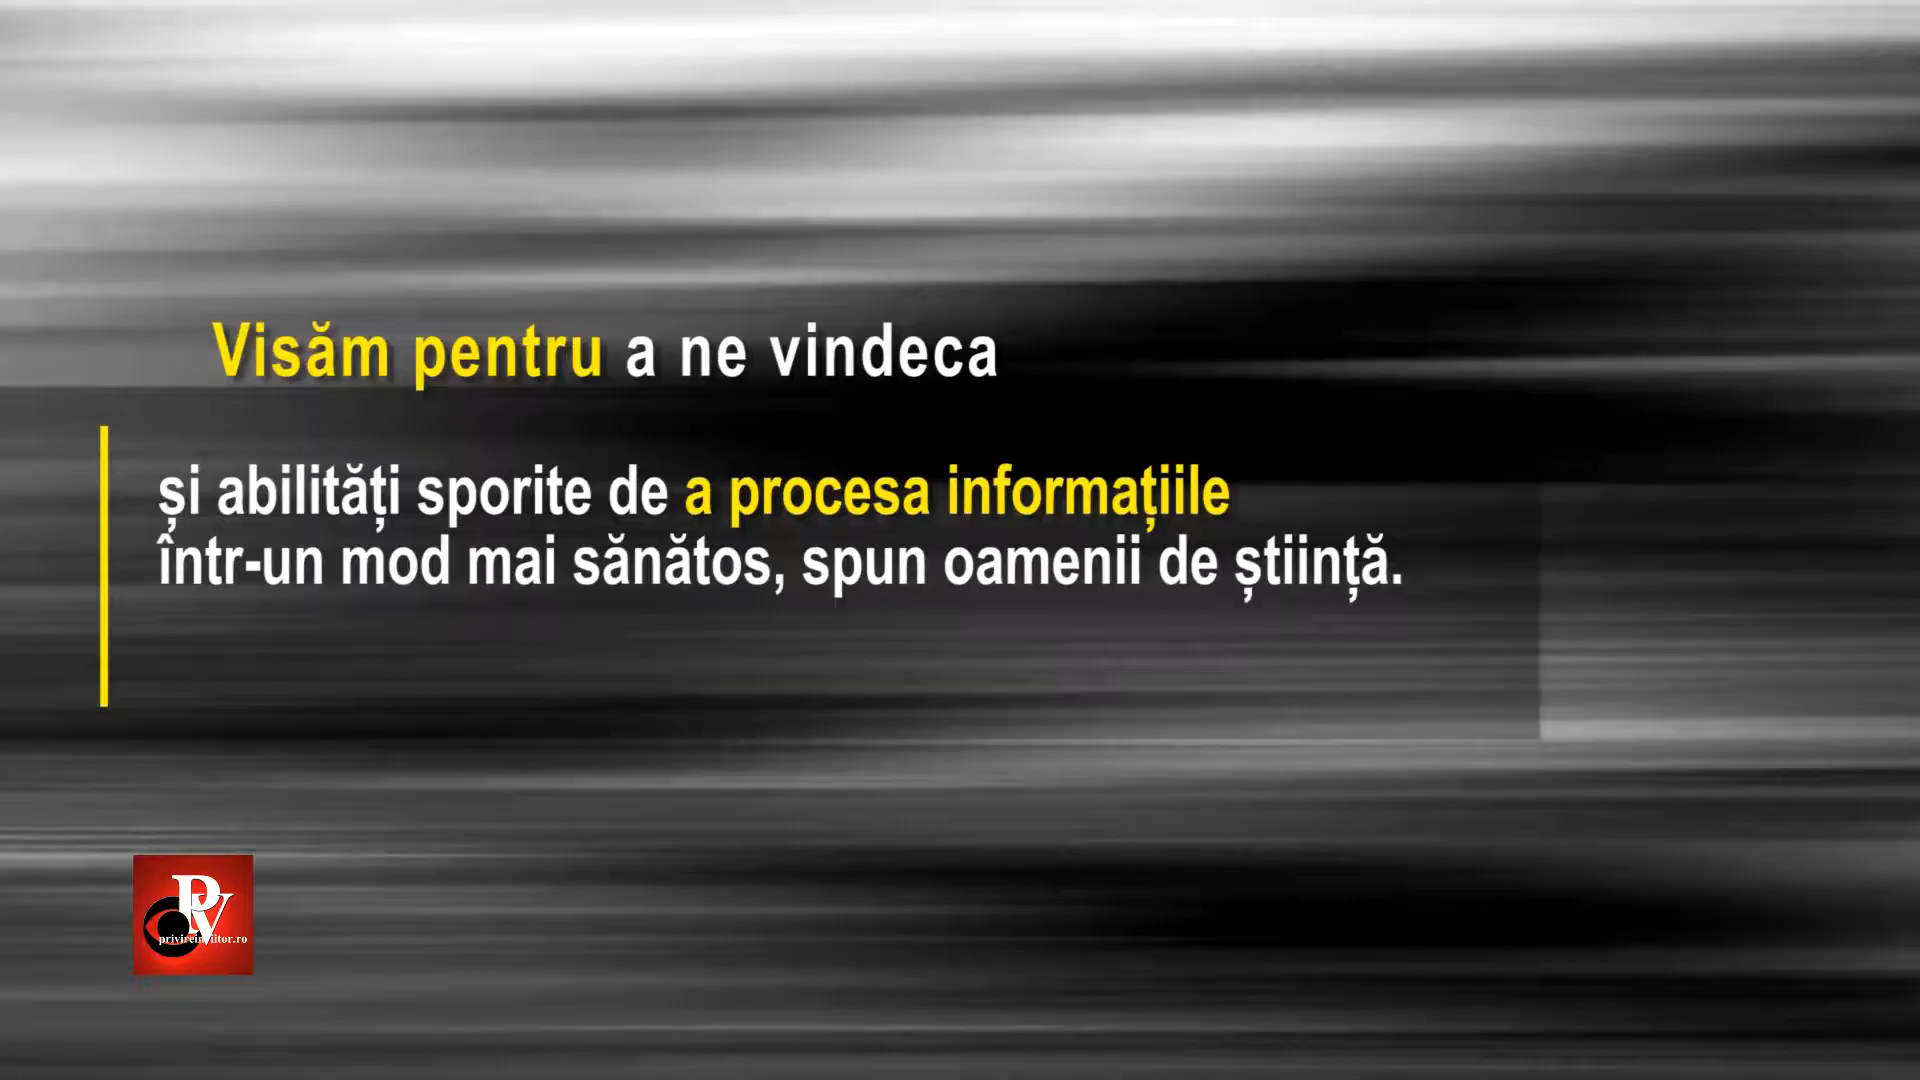 Visăm pentru a ne vindeca
și abilități sporite de a procesa informațiile
într-un mod mai sănătos, spun oamenii de știință.
PV
privireinviitor.ro